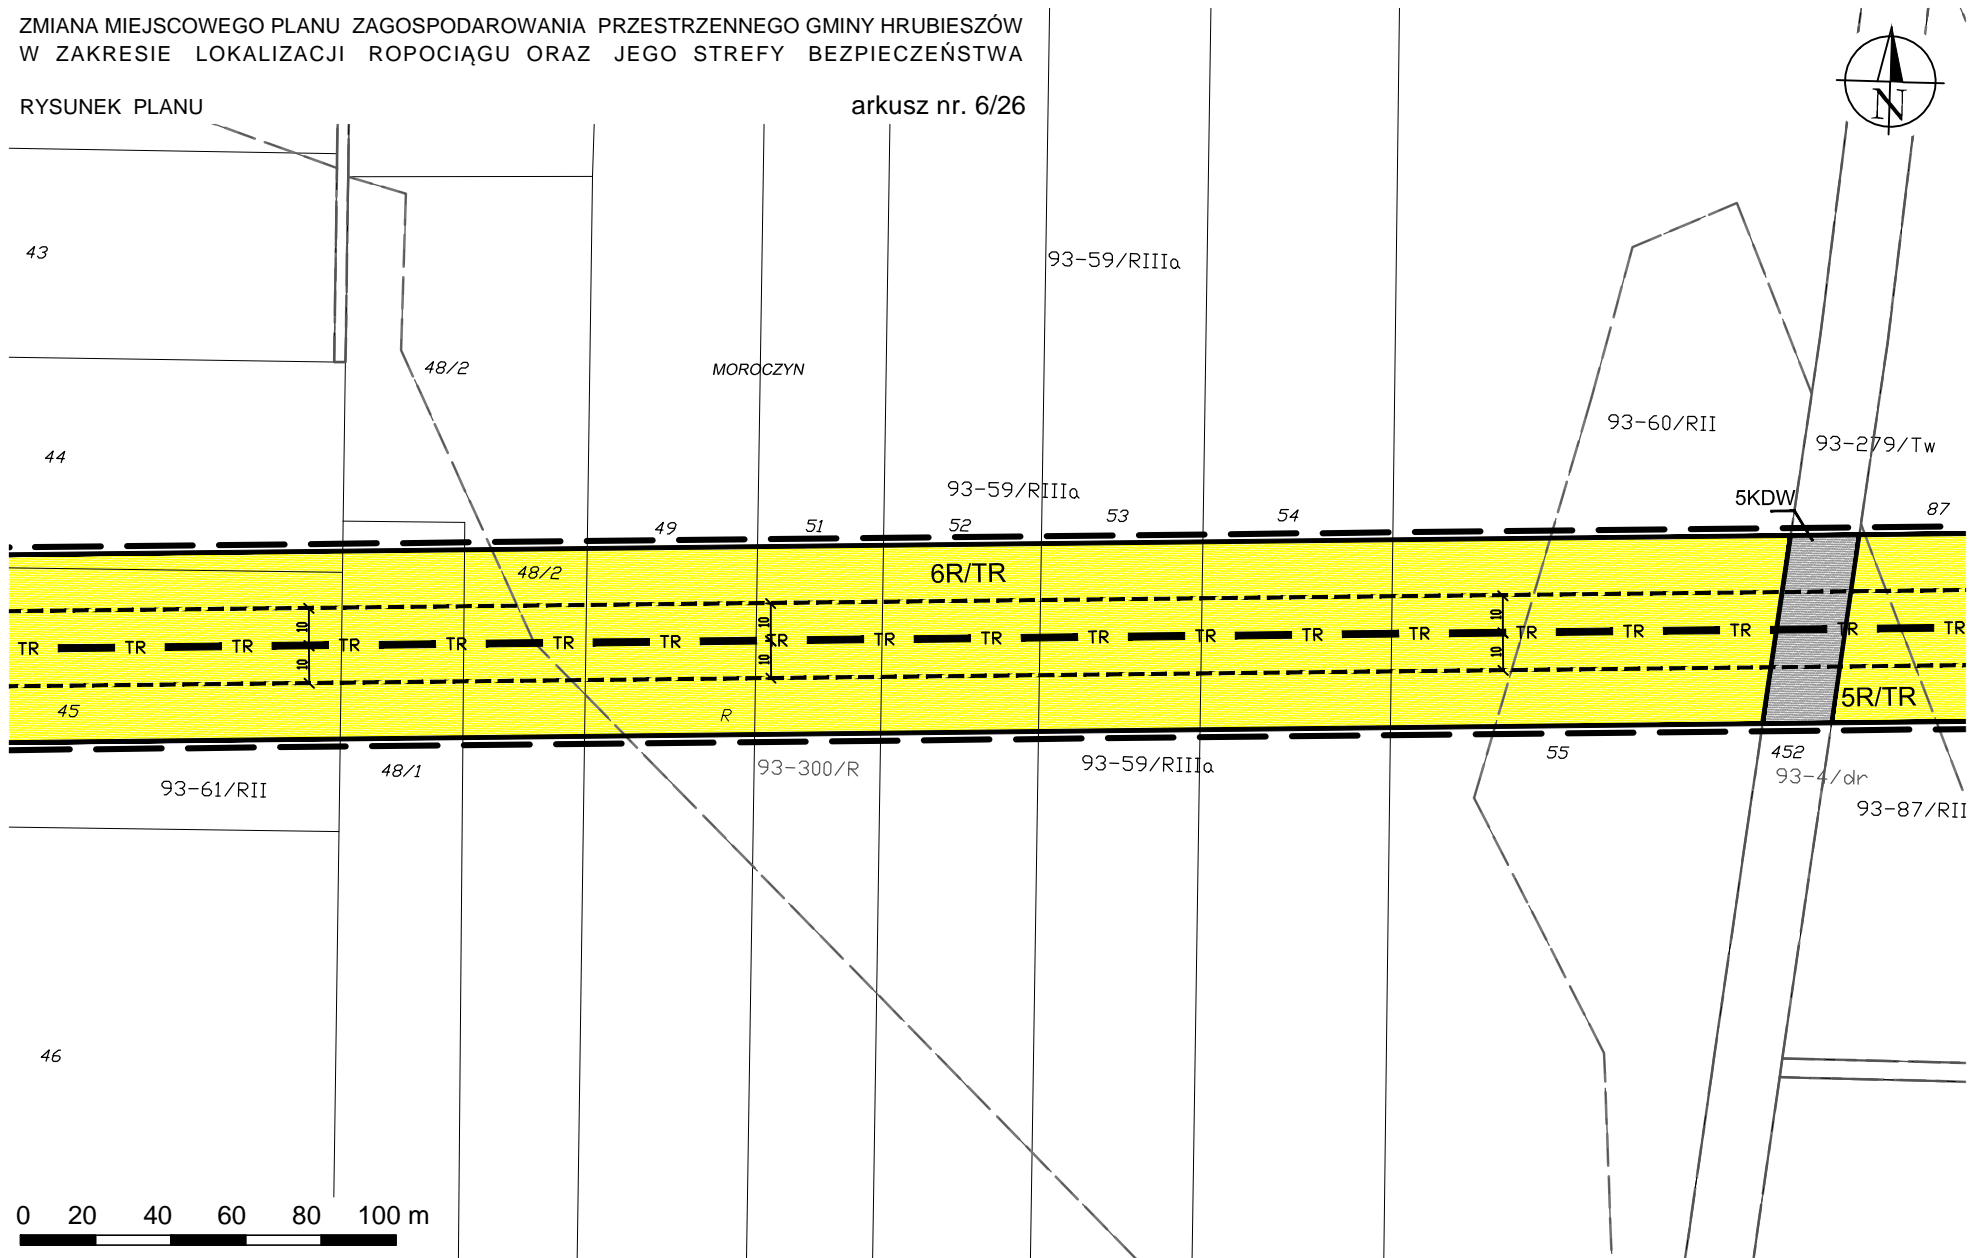 ZMIANA MIEJSCOWEGO PLANU ZAGOSPODAROWANIA PRZESTRZENNEGO GMINY HRUBIESZÓW
W ZAKRESIE LOKALIZACJI ROPOCIĄGU ORAZ JEGO STREFY BEZPIECZEŃSTWA
RYSUNEK PLANU
arkusz nr. 6/26
N
43
93-59/RIIIa
48/2
MOROCZYN
93-60/RII
93-279/Tw
44
93-59/RIIIa
5KDW
49
51
52
53
54
87
48/2
6R/TR
10
10
10
TR TR TR TR TR TR TR TR TR TR TR TR TR TR TR TR TR TR TR
10
10
10
45
R
5R/TR
48/1
93-300/R
93-59/RIIIa
55
452
93-4/dr
93-61/RII
93-87/RII
46
0 20 40 60 80 100 m